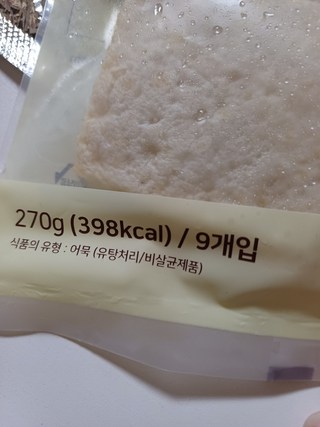 270g (398kcal) / 9개입
식품의 유형 : 어묵 (유탕처리/비살균제품)